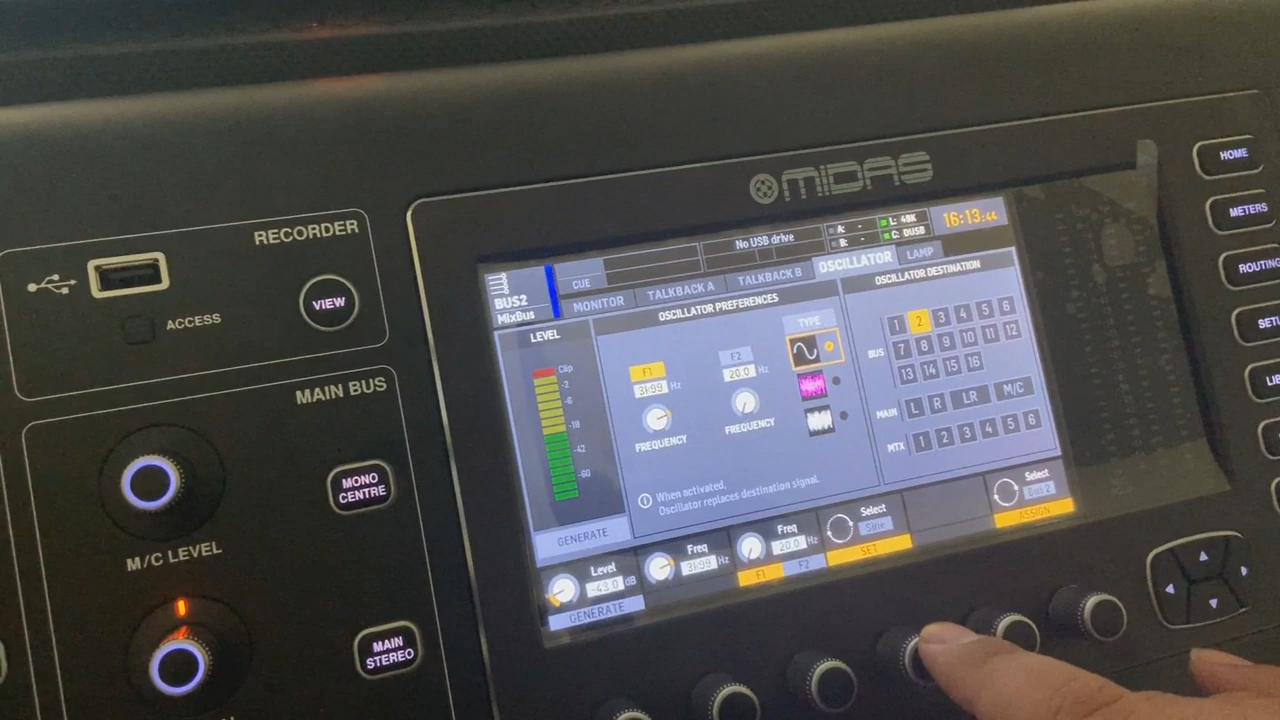 MIDAS
RECORDER
VIEW
ACCESS
MAIN BUS
MONO
CENTRE
M/C LEVEL
MAIN
STEREO
HOME
METERS
ROUTING
BUS2
MixBus
CUE
No USB drive
A: -
B: -
L: 48K
C: DUSB
16:13:44
MONITOR
TALKBACK A
TALKBACK B
OSCILLATOR
LAMP
LEVEL
Clip
-2
-6
-18
-42
-60
GENERATE
OSCILLATOR PREFERENCES
F1
3k99 Hz
FREQUENCY
F2
20.0 Hz
FREQUENCY
TYPE
When activated,
Oscillator replaces destination signal.
OSCILLATOR DESTINATION
BUS
1 2 3 4 5 6
7 8 9 10 11 12
13 14 15 16
MAIN L R LR M/C
MTX 1 2 3 4 5 6
Level
-43.0 dB
GENERATE
Freq
3k99 Hz
Freq
20.0 Hz
F1 F2
Select
Sine
SET
Select
Bus 2
ASSIGN